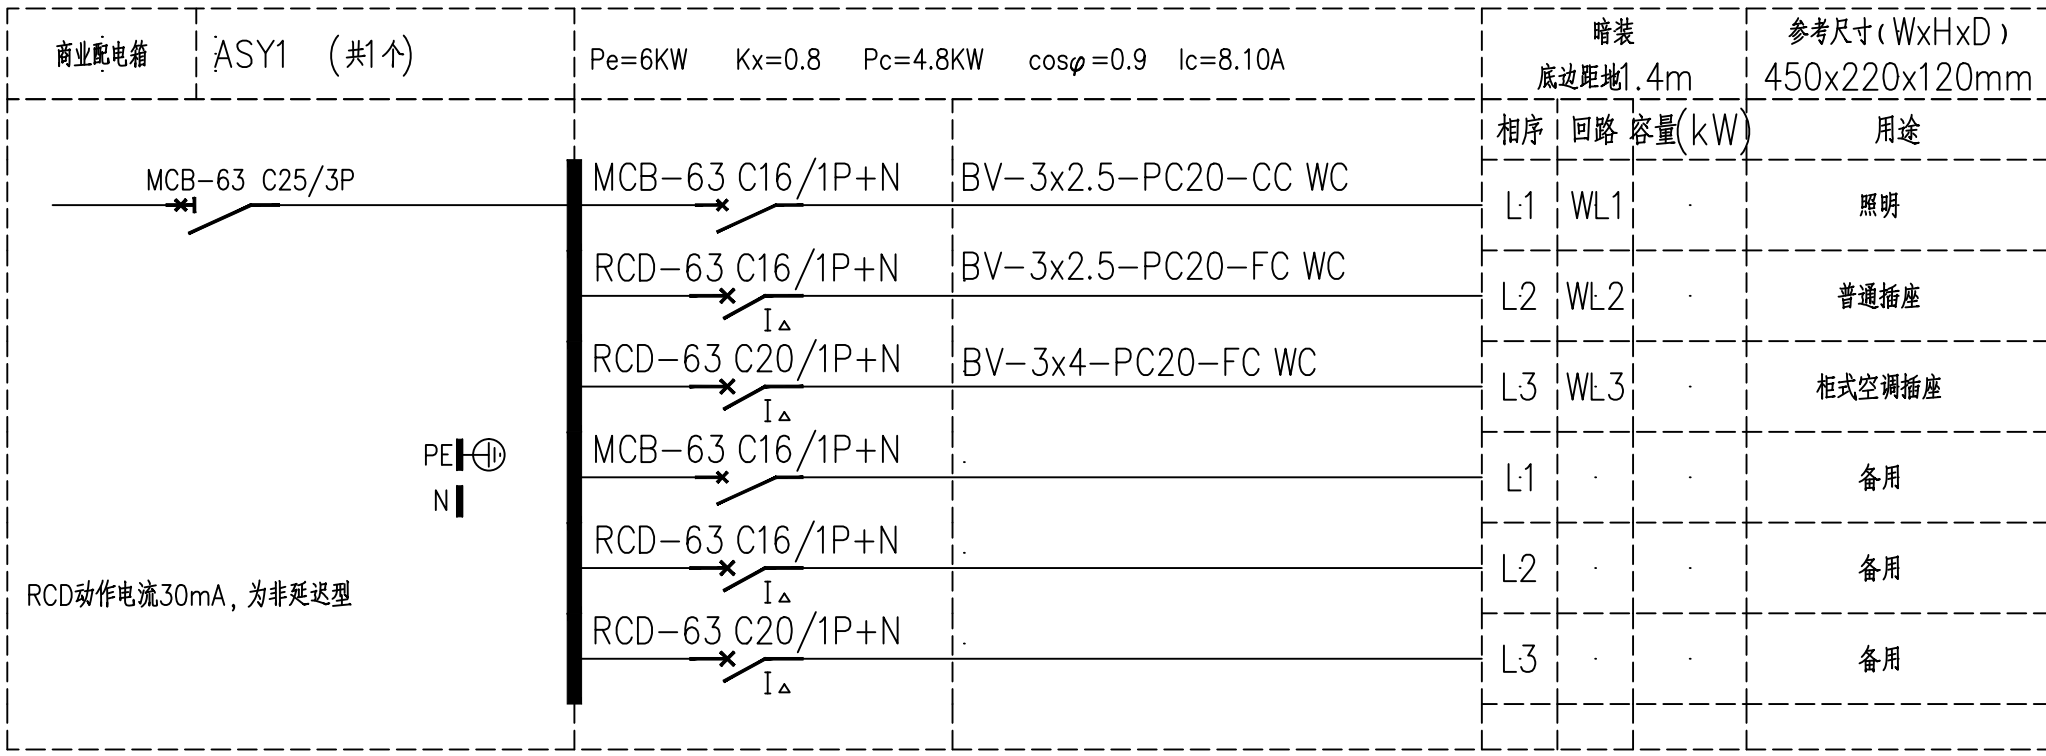 商业配电箱 ASY1 (共1个) Pe=6KW Kx=0.8 Pc=4.8KW cosφ=0.9 Ic=8.10A
暗装
底边距地1.4m
参考尺寸(WxHxD)
450x220x120mm
相序 回路 容量(kW) 用途
MCB-63 C25/3P
MCB-63 C16/1P+N BV-3x2.5-PC20-CC WC L1 WL1 照明
RCD-63 C16/1P+N BV-3x2.5-PC20-FC WC L2 WL2 普通插座
I△
RCD-63 C20/1P+N BV-3x4-PC20-FC WC L3 WL3 柜式空调插座
I△
PE
N
MCB-63 C16/1P+N L1 备用
RCD-63 C16/1P+N L2 备用
I△
RCD动作电流30mA, 为非延迟型
RCD-63 C20/1P+N L3 备用
I△